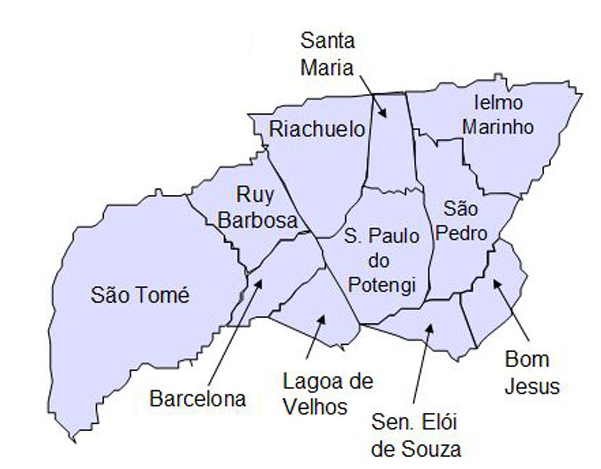 Santa
Maria
Ielmo
Marinho
Riachuelo
Ruy
Barbosa
São
Pedro
S. Paulo
do
Potengi
São Tomé
Barcelona
Lagoa de
Velhos
Sen. Elói
de Souza
Bom
Jesus